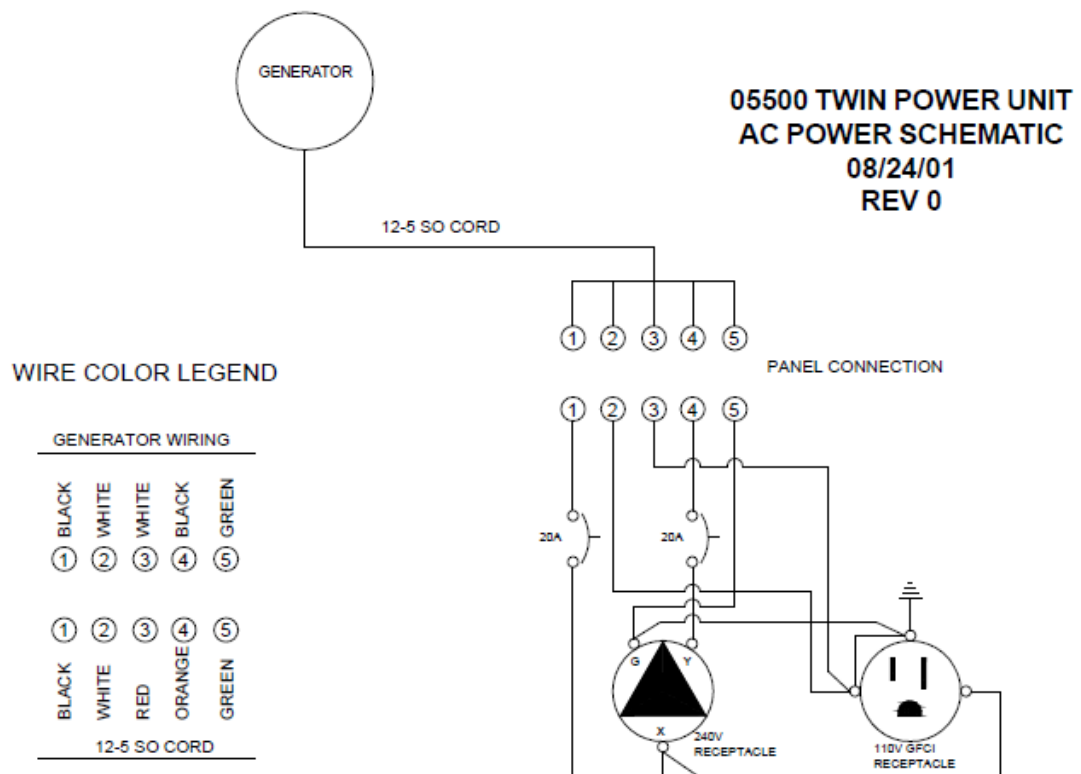 GENERATOR
05500 TWIN POWER UNIT
AC POWER SCHEMATIC
08/24/01
REV 0
12-5 SO CORD
1 2 3 4 5
PANEL CONNECTION
1 2 3 4 5
WIRE COLOR LEGEND
GENERATOR WIRING
BLACK WHITE WHITE BLACK GREEN
1 2 3 4 5
1 2 3 4 5
BLACK WHITE RED ORANGE GREEN
12-5 SO CORD
20A
20A
G Y
X
240V
RECEPTACLE
110V GFCI
RECEPTACLE